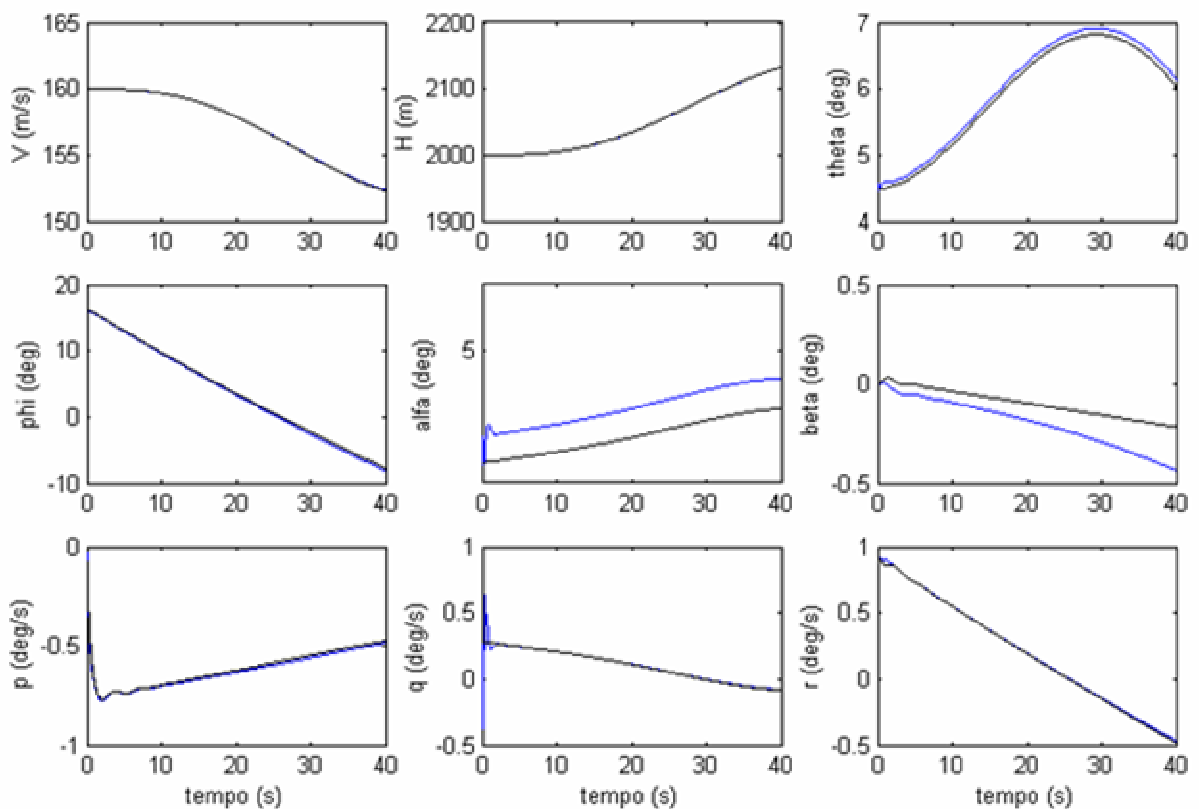 165
160
155
150
V (m/s)
0 10 20 30 40
2200
2100
2000
1900
H (m)
0 10 20 30 40
7
6
5
4
theta (deg)
0 10 20 30 40
20
10
0
-10
phi (deg)
0 10 20 30 40
5
alfa (deg)
0 10 20 30 40
0.5
0
-0.5
beta (deg)
0 10 20 30 40
0
-0.5
-1
p (deg/s)
0 10 20 30 40
tempo (s)
1
0.5
0
-0.5
q (deg/s)
0 10 20 30 40
tempo (s)
1
0.5
0
-0.5
r (deg/s)
0 10 20 30 40
tempo (s)